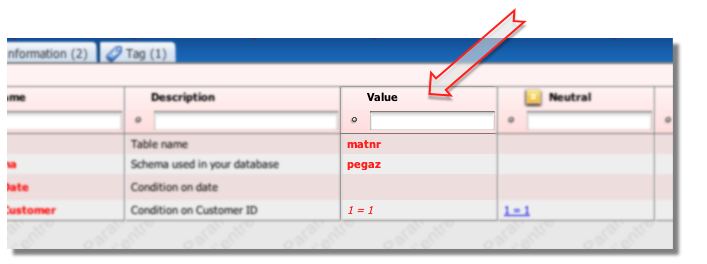 nformation (2) Tag (1)
me Description Value Neutral
Table name matnr
a Schema used in your database pegaz
Date Condition on date
Customer Condition on Customer ID 1 = 1 1 = 1